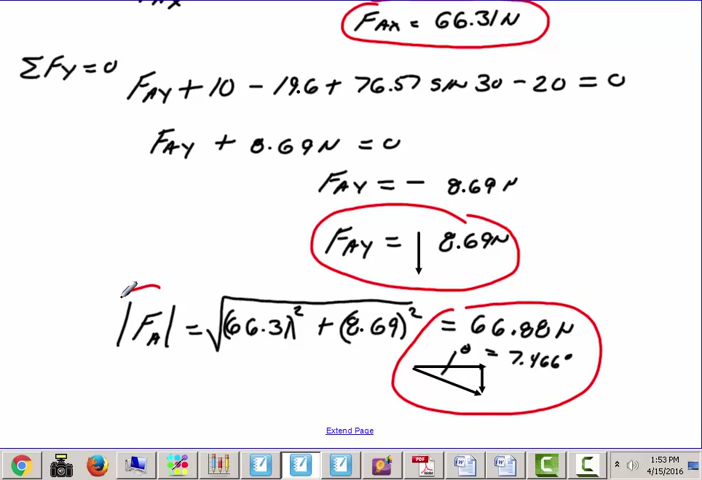 FAX = 66.31N
ΣFY=0 FAY + 10 - 19.6 + 76.57 sin 30 - 20 = 0
FAY + 8.69N = 0
FAY = - 8.69N
FAY = ↓ 8.69N
|FA| = √(66.31)² + (8.69)² = 66.88N
θ = 7.466°
Extend Page
1:53 PM
4/15/2016